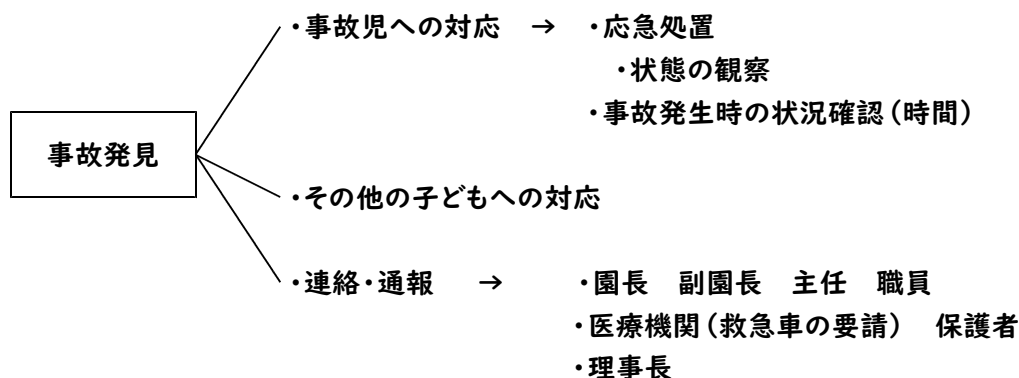 ・事故児への対応 → ・応急処置
・状態の観察
・事故発生時の状況確認（時間）
事故発見
・その他の子どもへの対応
・連絡・通報 → ・園長 副園長 主任 職員
・医療機関（救急車の要請） 保護者
・理事長